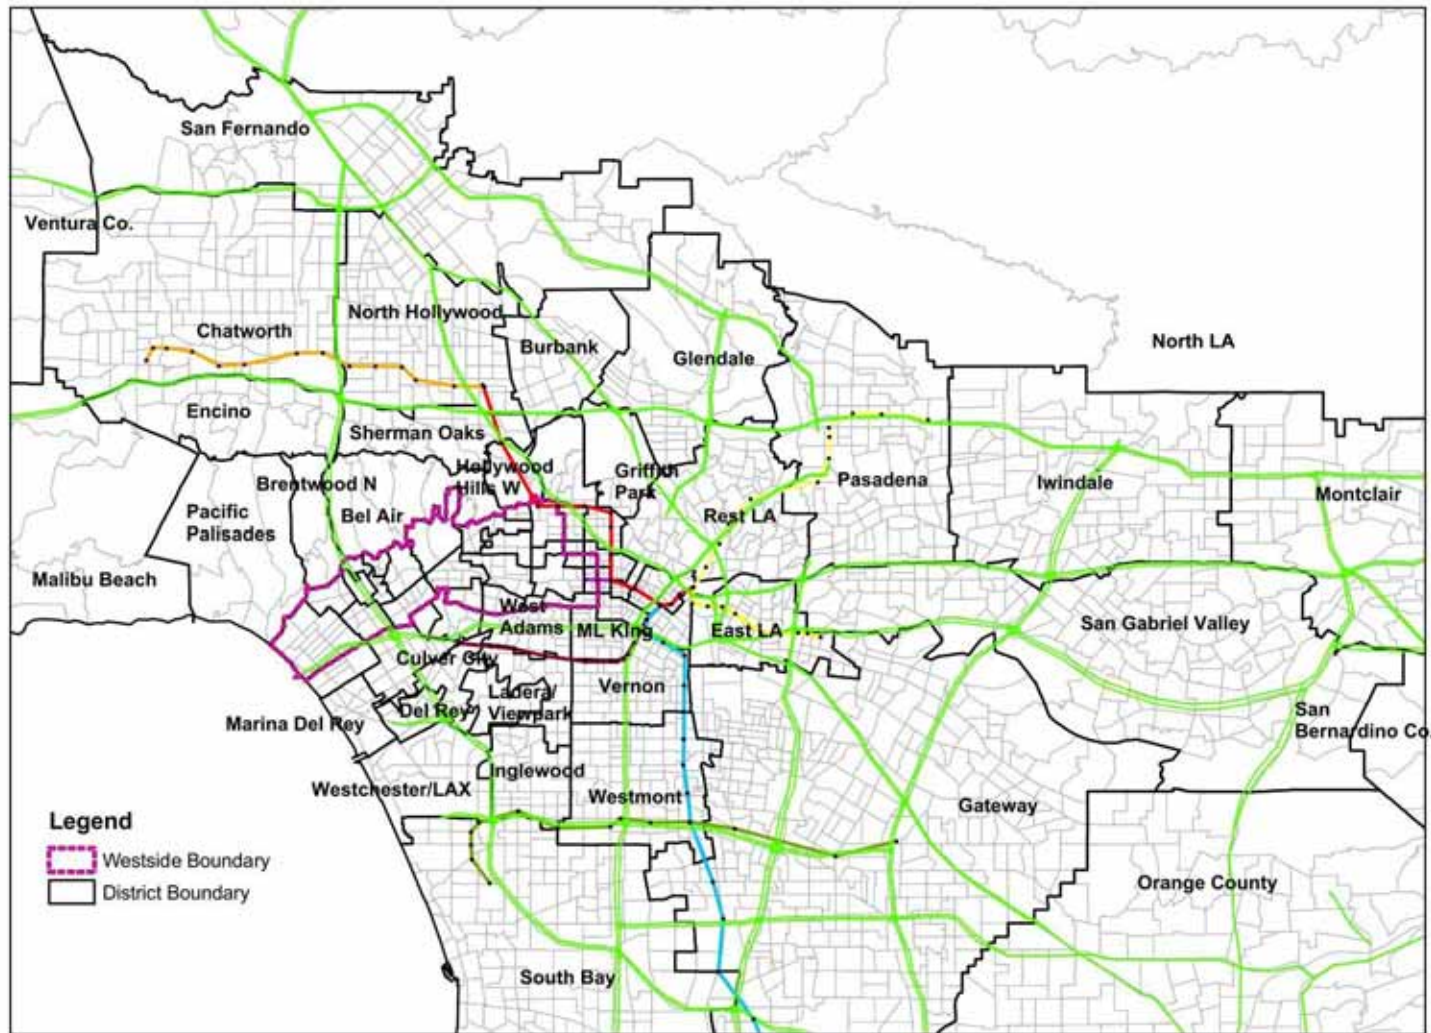 San Fernando
Ventura Co.
North Hollywood
Chatworth
Burbank
Glendale
North LA
Encino
Sherman Oaks
Hollywood
Hills W
Griffith
Park
Brentwood N
Bel Air
Pacific
Palisades
Pasadena
Iwindale
Montclair
Rest LA
Malibu Beach
West
Adams
ML King
East LA
San Gabriel Valley
Culver City
Ladera/
Viewpark
Vernon
Del Rey
Marina Del Rey
San
Bernardino Co.
Inglewood
Westchester/LAX
Westmont
Gateway
Legend
Westside Boundary
District Boundary
Orange County
South Bay